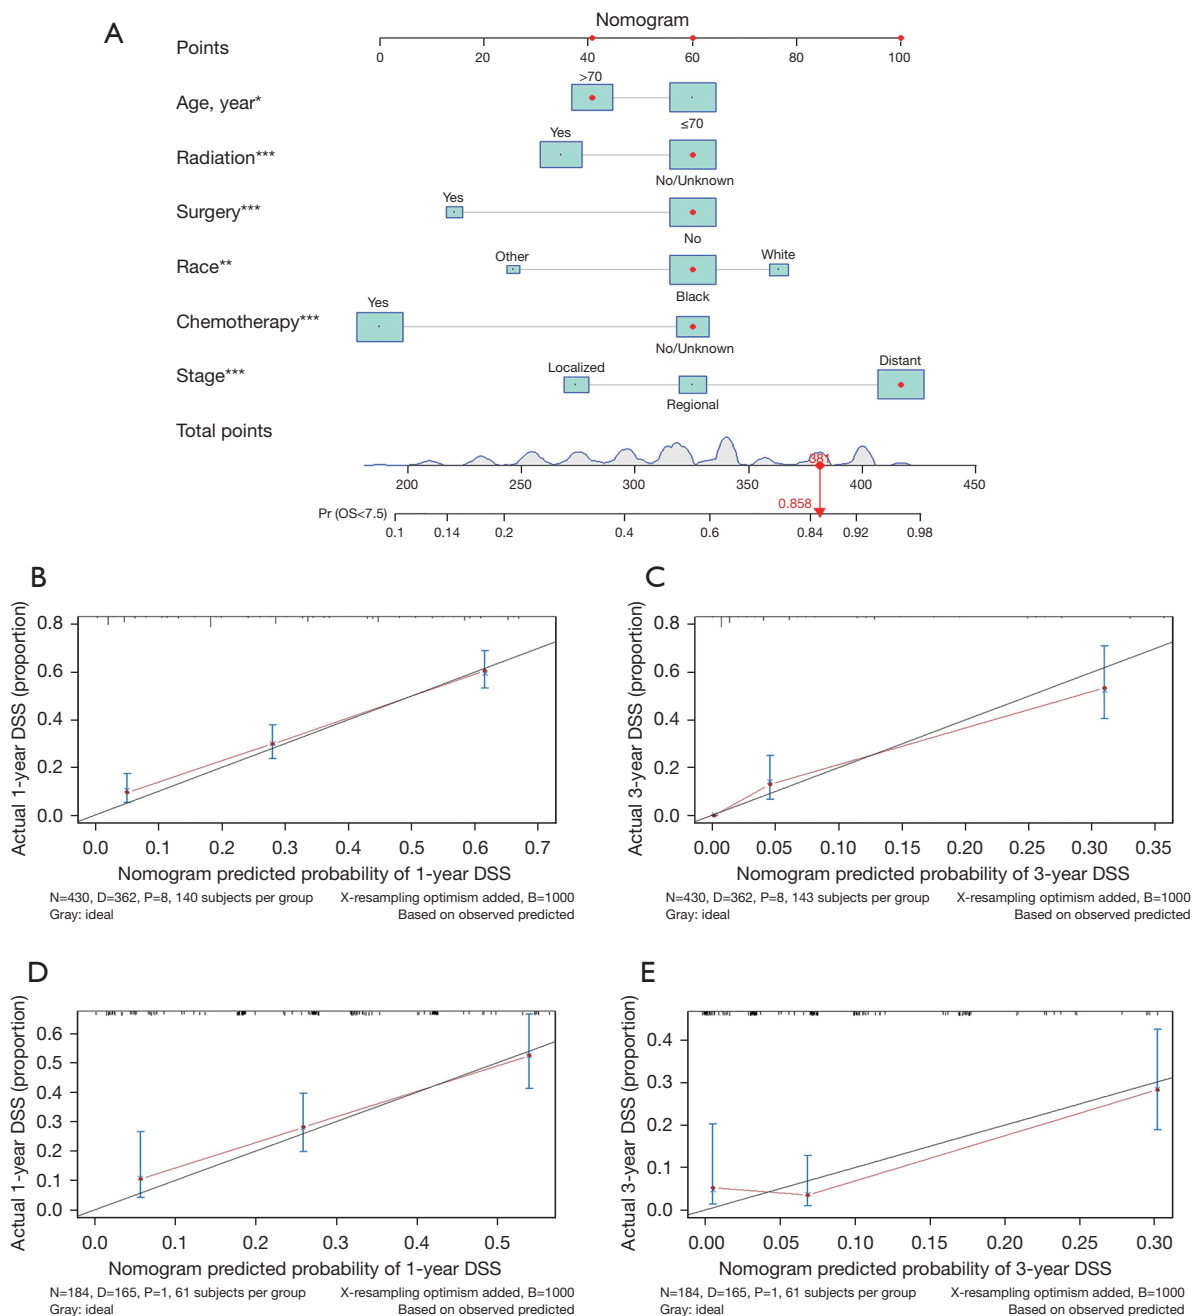 A
Nomogram
Points
0 20 40 60 80 100
>70
Age, year*
≤70
Yes
Radiation***
No/Unknown
Yes
Surgery***
No
Other White
Race**
Black
Yes
Chemotherapy***
No/Unknown
Localized Distant
Stage***
Regional
Total points
381
200 250 300 350 400 450
0.858
Pr (OS<7.5)
0.1 0.14 0.2 0.4 0.6 0.84 0.92 0.98
B
Actual 1-year DSS (proportion)
0.8
0.6
0.4
0.2
0.0
0.0 0.1 0.2 0.3 0.4 0.5 0.6 0.7
Nomogram predicted probability of 1-year DSS
N=430, D=362, P=8, 140 subjects per group X-resampling optimism added, B=1000
Gray: ideal Based on observed predicted
C
Actual 3-year DSS (proportion)
0.8
0.6
0.4
0.2
0.0
0.00 0.05 0.10 0.15 0.20 0.25 0.30 0.35
Nomogram predicted probability of 3-year DSS
N=430, D=362, P=8, 143 subjects per group X-resampling optimism added, B=1000
Gray: ideal Based on observed predicted
D
Actual 1-year DSS (proportion)
0.6
0.5
0.4
0.3
0.2
0.1
0.0
0.0 0.1 0.2 0.3 0.4 0.5
Nomogram predicted probability of 1-year DSS
N=184, D=165, P=1, 61 subjects per group X-resampling optimism added, B=1000
Gray: ideal Based on observed predicted
E
Actual 3-year DSS (proportion)
0.4
0.3
0.2
0.1
0.0
0.00 0.05 0.10 0.15 0.20 0.25 0.30
Nomogram predicted probability of 3-year DSS
N=184, D=165, P=1, 61 subjects per group X-resampling optimism added, B=1000
Gray: ideal Based on observed predicted